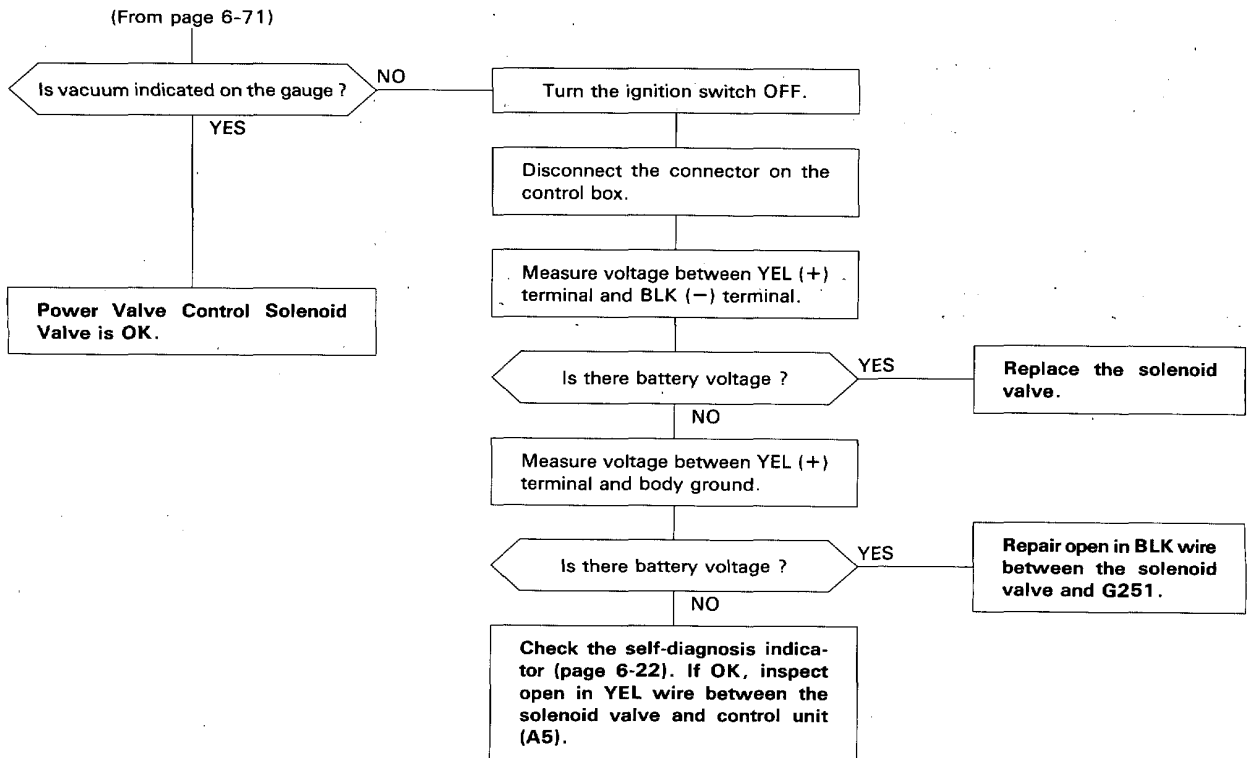 (From page 6-71)
Is vacuum indicated on the gauge ?
NO
YES
Turn the ignition switch OFF.
Disconnect the connector on the
control box.
Measure voltage between YEL (+)
terminal and BLK (−) terminal.
Power Valve Control Solenoid
Valve is OK.
Is there battery voltage ?
YES
Replace the solenoid
valve.
NO
Measure voltage between YEL (+)
terminal and body ground.
Is there battery voltage ?
YES
Repair open in BLK wire
between the solenoid
valve and G251.
NO
Check the self-diagnosis indica-
tor (page 6-22). If OK, inspect
open in YEL wire between the
solenoid valve and control unit
(A5).